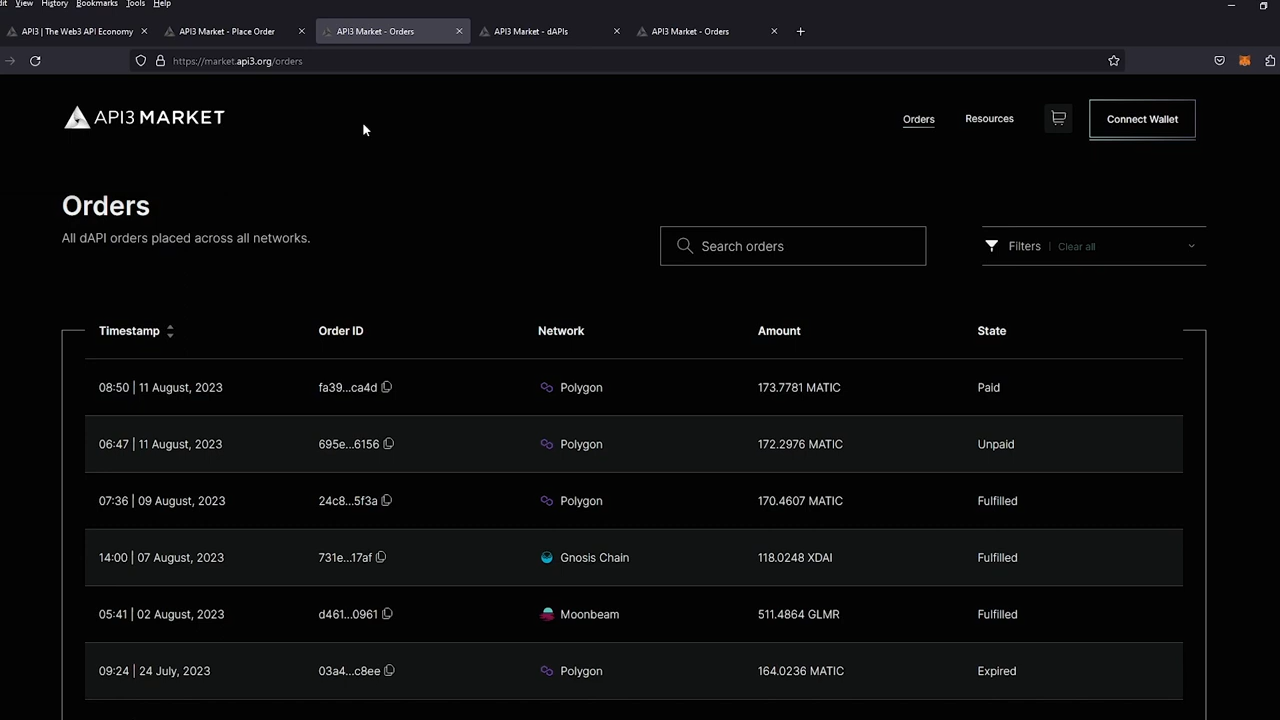 dit View History Bookmarks Tools Help
API3 | The Web3 API Economy API3 Market - Place Order API3 Market - Orders API3 Market - dAPIs API3 Market - Orders
https://market.api3.org/orders
API3 MARKET Orders Resources Connect Wallet
Orders
All dAPI orders placed across all networks. Search orders Filters | Clear all
Timestamp Order ID Network Amount State
08:50 | 11 August, 2023 fa39...ca4d Polygon 173.7781 MATIC Paid
06:47 | 11 August, 2023 695e...6156 Polygon 172.2976 MATIC Unpaid
07:36 | 09 August, 2023 24c8...5f3a Polygon 170.4607 MATIC Fulfilled
14:00 | 07 August, 2023 731e...17af Gnosis Chain 118.0248 XDAI Fulfilled
05:41 | 02 August, 2023 d461...0961 Moonbeam 511.4864 GLMR Fulfilled
09:24 | 24 July, 2023 03a4...c8ee Polygon 164.0236 MATIC Expired